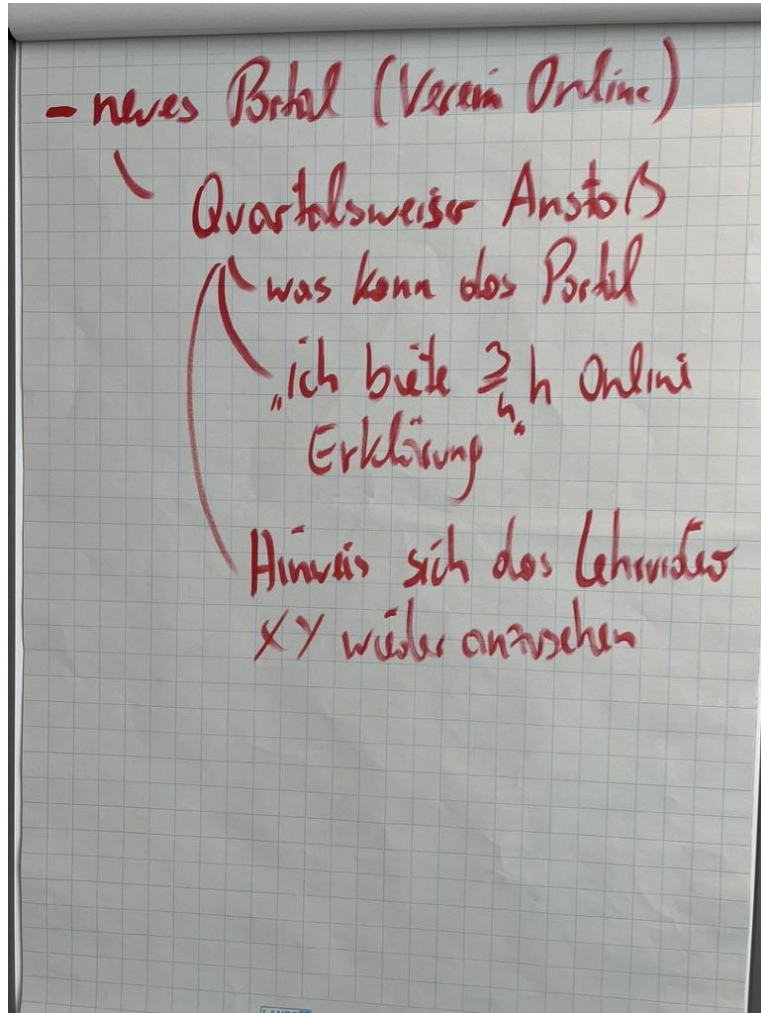 - neues Portal (Verein Online)
Quartalsweiser Anstoß
was kann das Portal
„ich biete 3/4 h Online
Erklärung"
Hinweis sich das Lehrvideo
XY wieder anzusehen